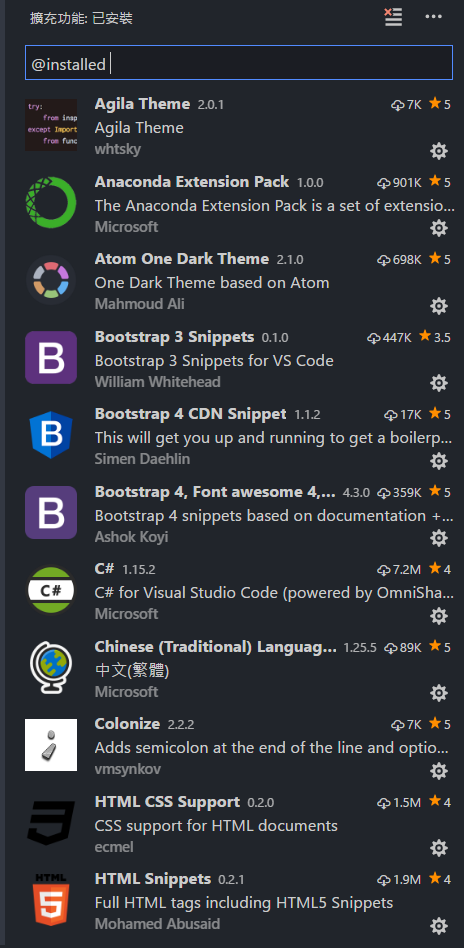 擴充功能: 已安裝
@installed
try:
from insp
except Import
from func
Agila Theme 2.0.1 7K 5
Agila Theme
whtsky
Anaconda Extension Pack 1.0.0 901K 5
The Anaconda Extension Pack is a set of extensio...
Microsoft
Atom One Dark Theme 2.1.0 698K 5
One Dark Theme based on Atom
Mahmoud Ali
B
Bootstrap 3 Snippets 0.1.0 447K 3.5
Bootstrap 3 Snippets for VS Code
William Whitehead
B
Bootstrap 4 CDN Snippet 1.1.2 17K 5
This will get you up and running to get a boilerp...
Simen Daehlin
B
Bootstrap 4, Font awesome 4,... 4.3.0 359K 5
Bootstrap 4 snippets based on documentation +...
Ashok Koyi
C#
C# 1.15.2 7.2M 4
C# for Visual Studio Code (powered by OmniSha...
Microsoft
Chinese (Traditional) Languag... 1.25.5 89K 5
中文(繁體)
Microsoft
Colonize 2.2.2 7K 5
Adds semicolon at the end of the line and optio...
vmsynkov
HTML CSS Support 0.2.0 1.5M 4
CSS support for HTML documents
ecmel
HTML
5
HTML Snippets 0.2.1 1.9M 4
Full HTML tags including HTML5 Snippets
Mohamed Abusaid